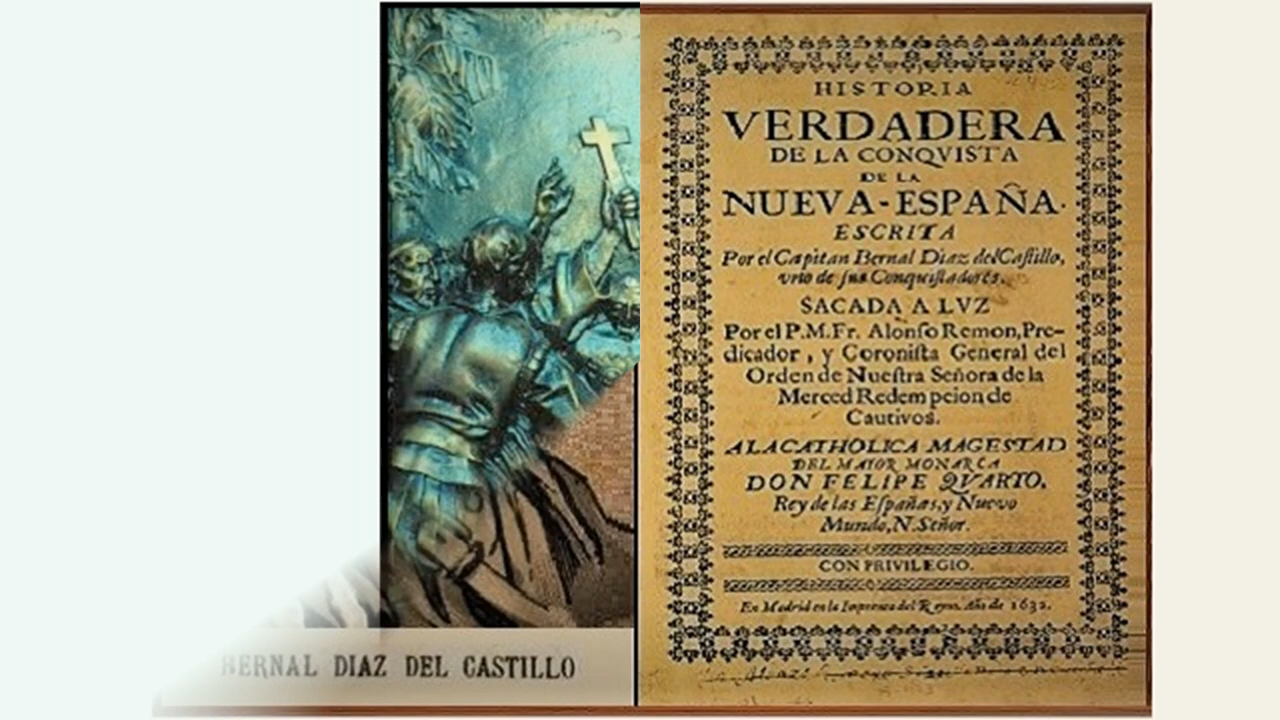 BERNAL DIAZ DEL CASTILLO
HISTORIA
VERDADERA
DE LA CONQVISTA
DE LA
NUEVA-ESPAÑA.
ESCRITA
Por el Capitan Bernal Diaz del Caſtillo,
vno de ſus Conquiſtadores.
SACADA A LVZ
Por el P.M.Fr. Alonſo Remon, Pre-
dicador, y Coroniſta General del
Orden de Nueſtra Señora de la
Merced Redempcion de
Cautivos.
A LA CATHOLICA MAGESTAD
DEL MAIOR MONARCA
DON FELIPE QVARTO,
Rey de las Eſpañas, y Nuevo
Mundo, N. Señor.
CON PRIVILEGIO.
En Madrid en la Imprenta del Reyno. Año de 1632.